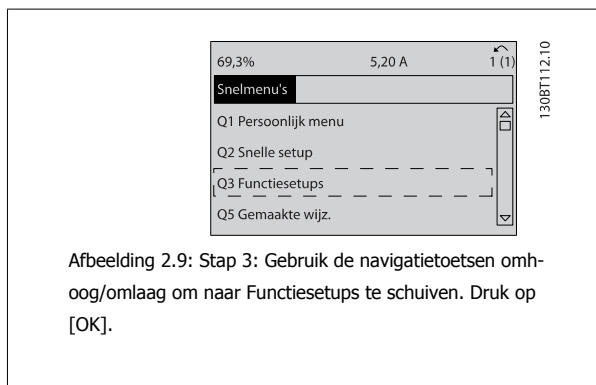 69,3% 5,20 A 1 (1)
Snelmenu's
Q1 Persoonlijk menu
Q2 Snelle setup
Q3 Functiesetups
Q5 Gemaakte wijz.
130BT112.10
Afbeelding 2.9: Stap 3: Gebruik de navigatietoetsen omh-
oog/omlaag om naar Functiesetups te schuiven. Druk op
[OK].